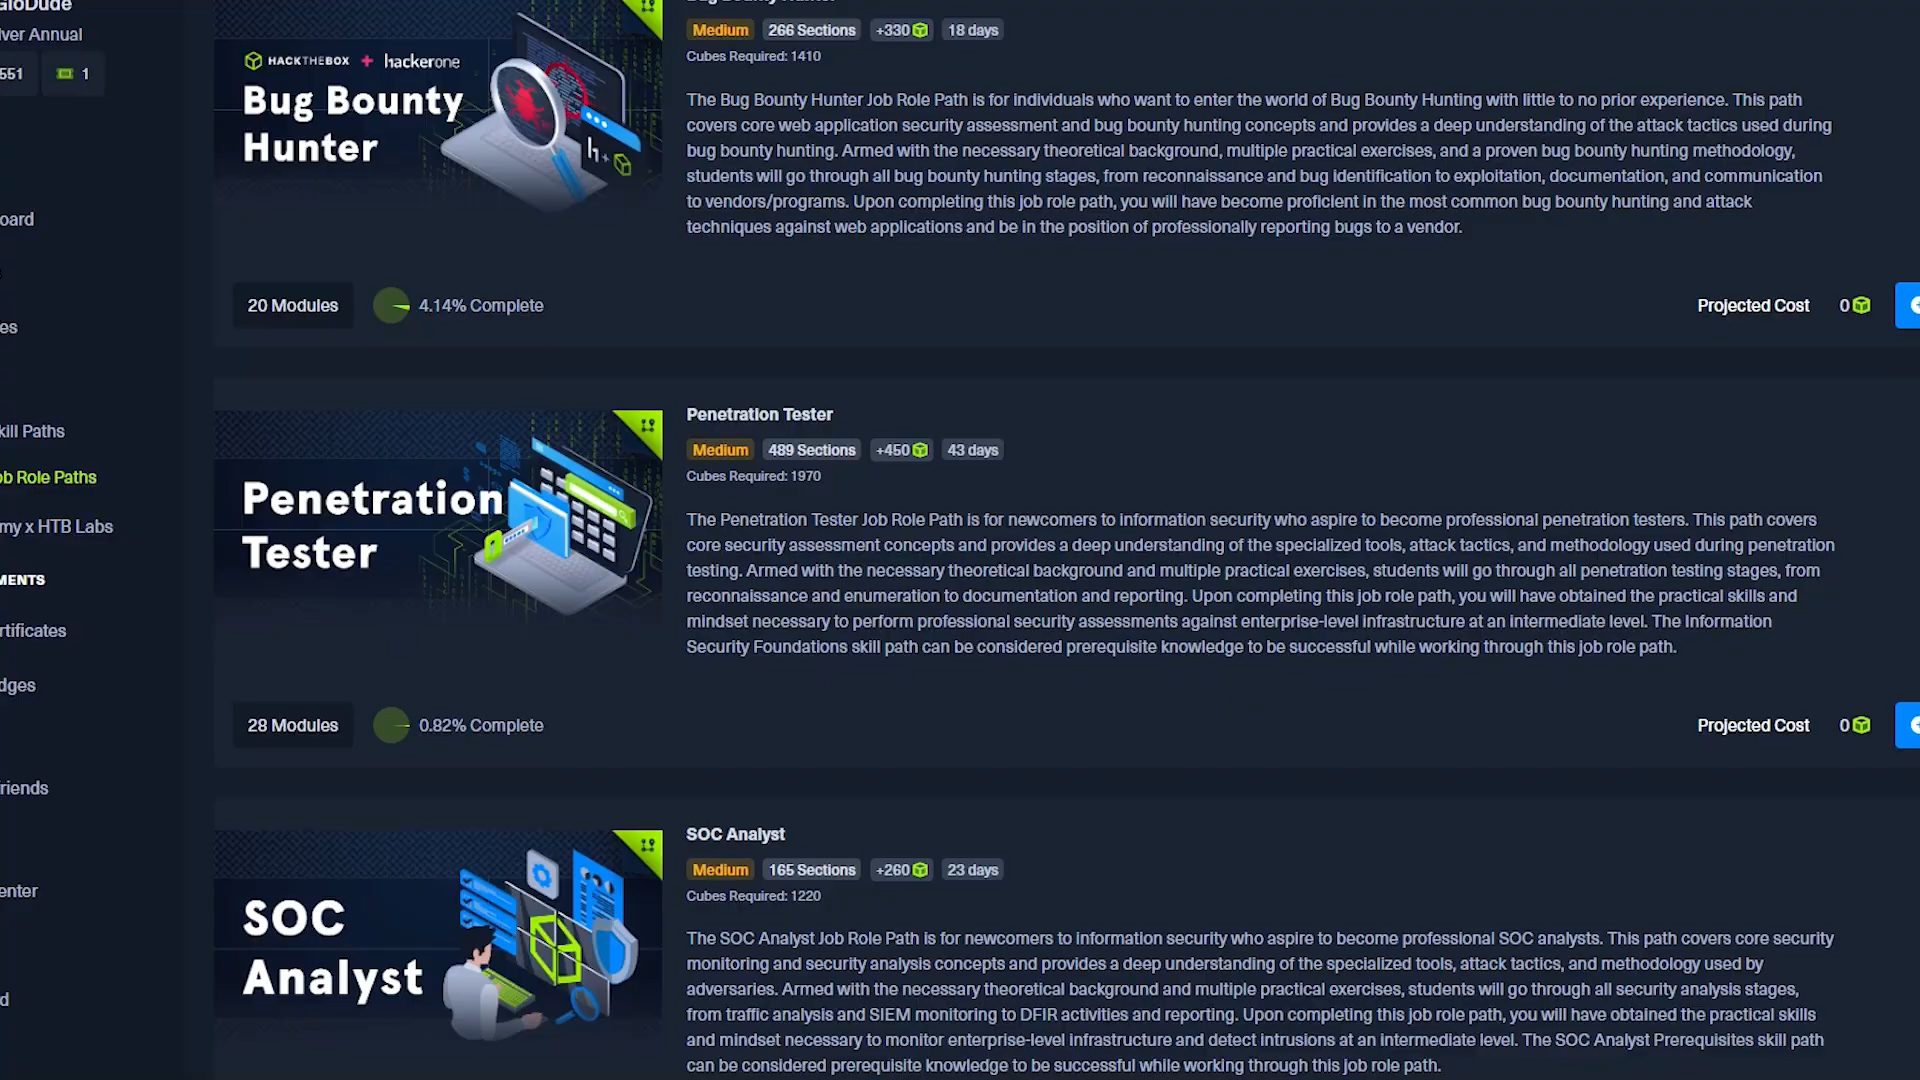 GioDude
lver Annual
551
1
oard
es
kill Paths
ob Role Paths
my x HTB Labs
MENTS
rtificates
dges
riends
enter
d
HACKTHEBOX + hackerone
Bug Bounty
Hunter
Medium 266 Sections +330 18 days
Cubes Required: 1410
The Bug Bounty Hunter Job Role Path is for individuals who want to enter the world of Bug Bounty Hunting with little to no prior experience. This path
covers core web application security assessment and bug bounty hunting concepts and provides a deep understanding of the attack tactics used during
bug bounty hunting. Armed with the necessary theoretical background, multiple practical exercises, and a proven bug bounty hunting methodology,
students will go through all bug bounty hunting stages, from reconnaissance and bug identification to exploitation, documentation, and communication
to vendors/programs. Upon completing this job role path, you will have become proficient in the most common bug bounty hunting and attack
techniques against web applications and be in the position of professionally reporting bugs to a vendor.
20 Modules
4.14% Complete
Projected Cost 0
Penetration
Tester
Penetration Tester
Medium 489 Sections +450 43 days
Cubes Required: 1970
The Penetration Tester Job Role Path is for newcomers to information security who aspire to become professional penetration testers. This path covers
core security assessment concepts and provides a deep understanding of the specialized tools, attack tactics, and methodology used during penetration
testing. Armed with the necessary theoretical background and multiple practical exercises, students will go through all penetration testing stages, from
reconnaissance and enumeration to documentation and reporting. Upon completing this job role path, you will have obtained the practical skills and
mindset necessary to perform professional security assessments against enterprise-level infrastructure at an intermediate level. The Information
Security Foundations skill path can be considered prerequisite knowledge to be successful while working through this job role path.
28 Modules
0.82% Complete
Projected Cost 0
SOC
Analyst
SOC Analyst
Medium 165 Sections +260 23 days
Cubes Required: 1220
The SOC Analyst Job Role Path is for newcomers to information security who aspire to become professional SOC analysts. This path covers core security
monitoring and security analysis concepts and provides a deep understanding of the specialized tools, attack tactics, and methodology used by
adversaries. Armed with the necessary theoretical background and multiple practical exercises, students will go through all security analysis stages,
from traffic analysis and SIEM monitoring to DFIR activities and reporting. Upon completing this job role path, you will have obtained the practical skills
and mindset necessary to monitor enterprise-level infrastructure and detect intrusions at an intermediate level. The SOC Analyst Prerequisites skill path
can be considered prerequisite knowledge to be successful while working through this job role path.